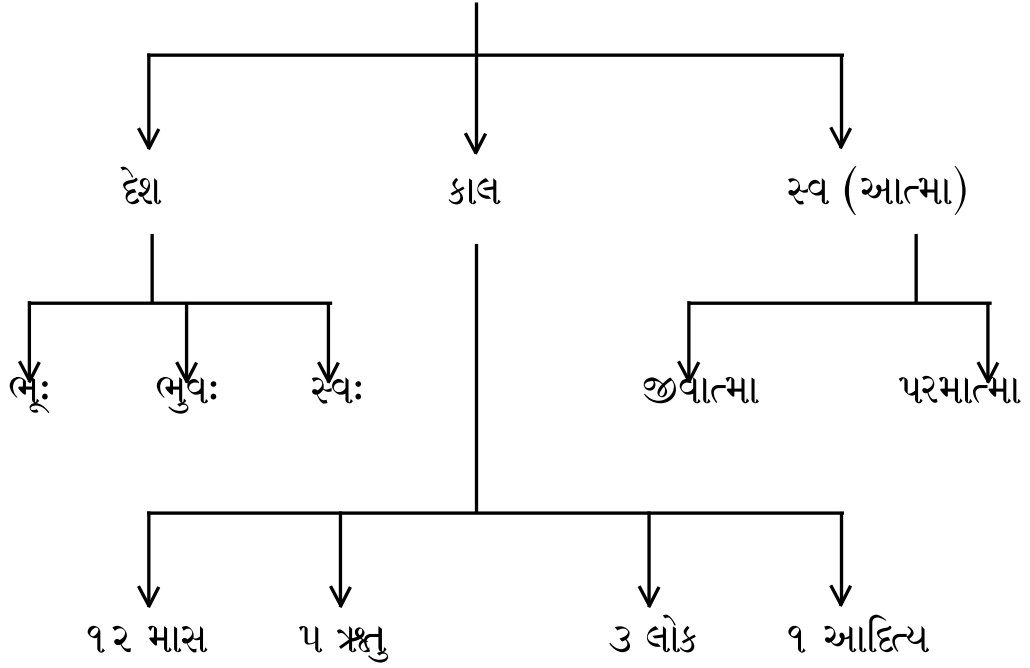 દેશ કાલ સ્વ (આત્મા)
ભૂઃ ભુવઃ સ્વઃ જીવાત્મા પરમાત્મા
૧૨ માસ ૫ ઋતુ ૩ લોક ૧ આદિત્ય